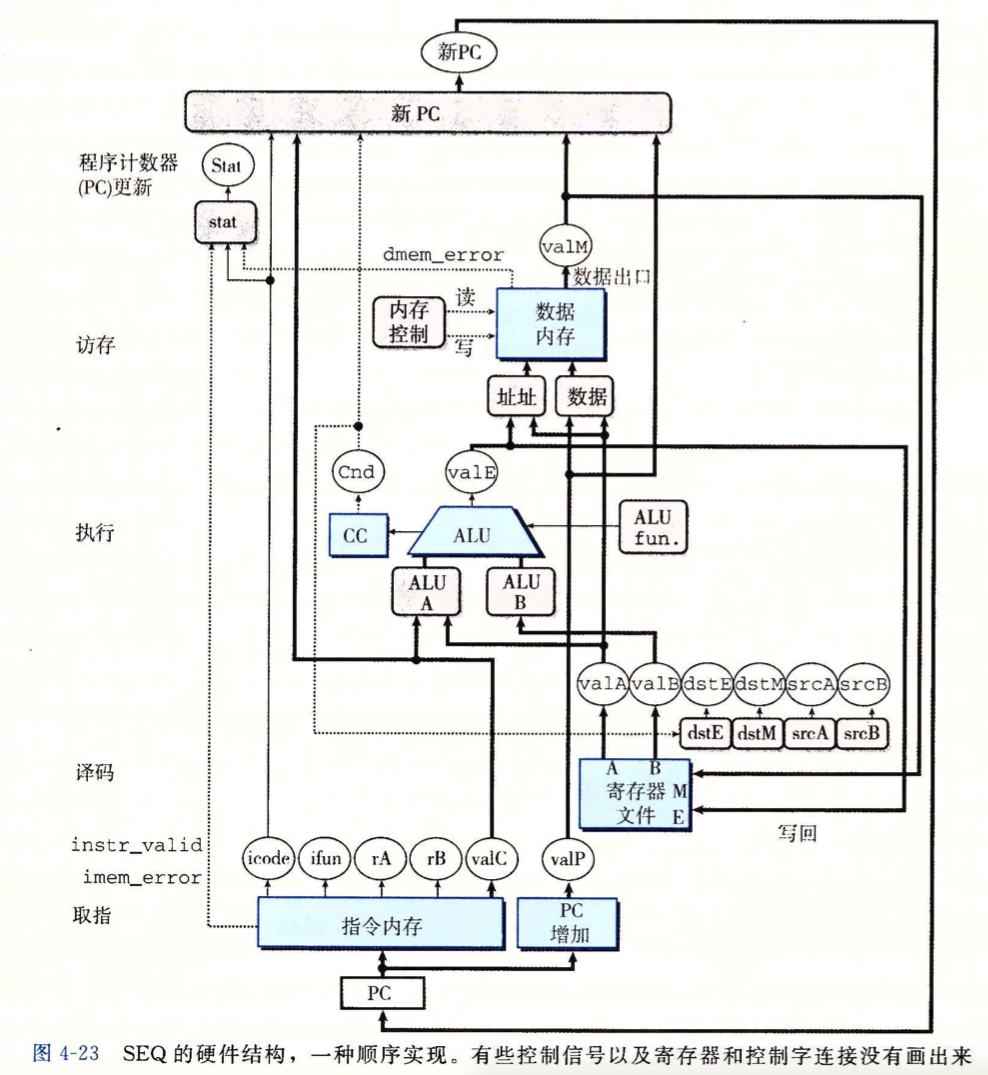 新PC
新 PC
程序计数器
(PC)更新
Stat
stat
dmem_error
valM
数据出口
内存
控制
读
写
数据
内存
访存
址址
数据
Cnd
valE
执行
CC
ALU
ALU
fun.
ALU
A
ALU
B
valA
valB
dstE
dstM
srcA
srcB
dstE
dstM
srcA
srcB
译码
A
B
寄存器
文件
M
E
写回
instr_valid
imem_error
icode
ifun
rA
rB
valC
valP
取指
指令内存
PC
增加
PC
图 4-23 SEQ 的硬件结构，一种顺序实现。有些控制信号以及寄存器和控制字连接没有画出来